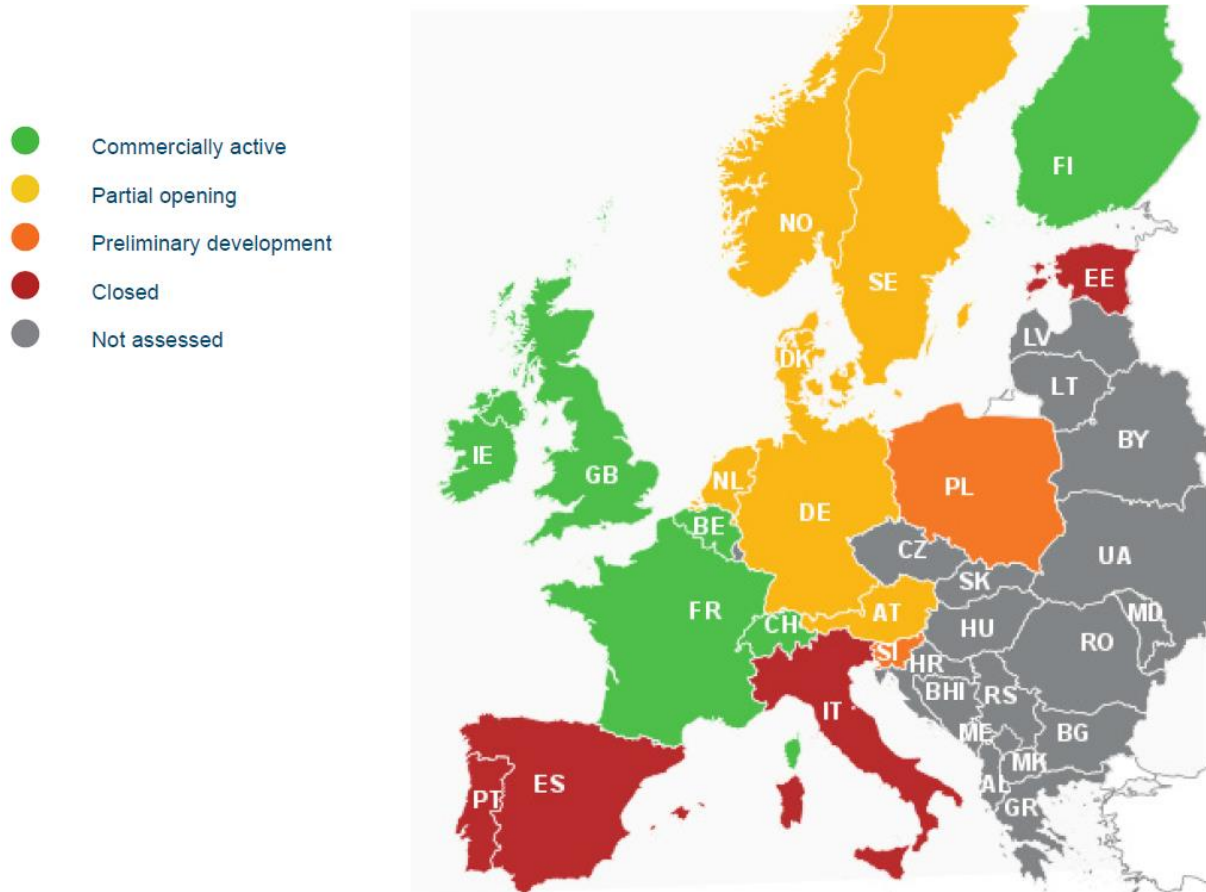 Commercially active
Partial opening
Preliminary development
Closed
Not assessed
FI
NO
SE
EE
DK
LV
LT
BY
IE
GB
NL
BE
DE
PL
CZ
UA
SK
FR
CH
AT
HU
MD
RO
SI
HR
BHI
RS
IT
ME
BG
MK
AL
GR
PT
ES